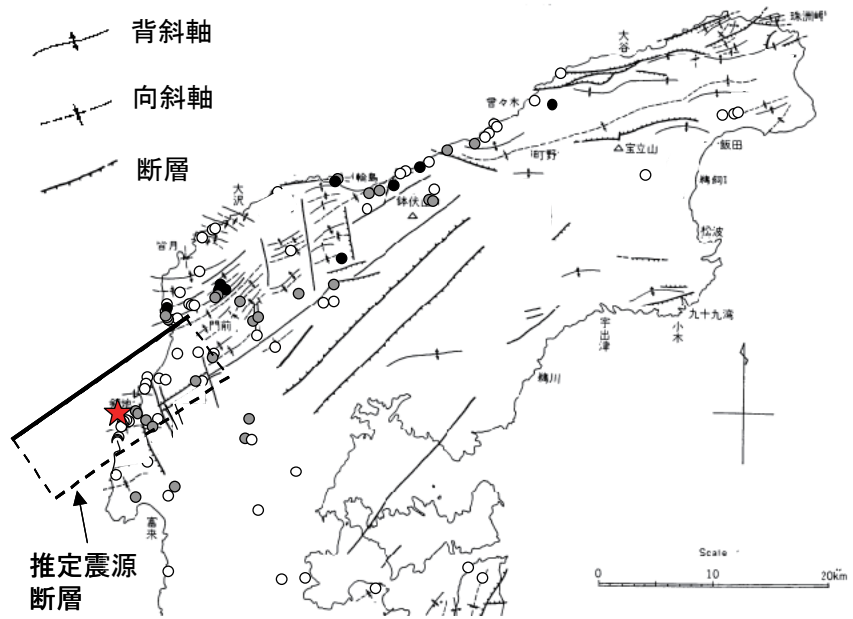 背斜軸
向斜軸
断層
珠洲岬
大谷
曽々木
町野
宝立山
飯田
鵜飼
松波
九十九湾
小木
宇出津
鵜川
輪島
鉢伏山
大沢
皆月
門前
富来
推定震源
断層
Scale
0
10
20km